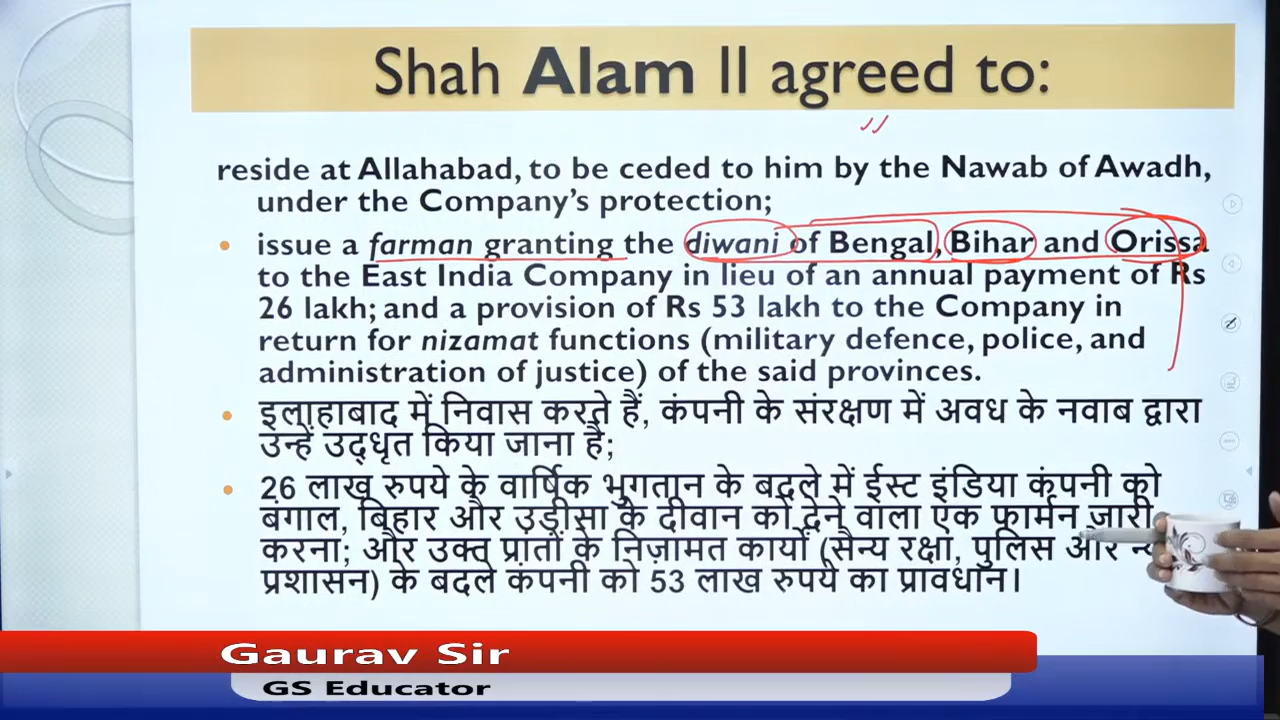 Shah Alam II agreed to:
reside at Allahabad, to be ceded to him by the Nawab of Awadh,
under the Company's protection;
issue a farman granting the diwani of Bengal, Bihar and Orissa
to the East India Company in lieu of an annual payment of Rs
26 lakh; and a provision of Rs 53 lakh to the Company in
return for nizamat functions (military defence, police, and
administration of justice) of the said provinces.
इलाहाबाद में निवास करते हैं, कंपनी के संरक्षण में अवध के नवाब द्वारा
उन्हें उद्धृत किया जाना है;
26 लाख रुपये के वार्षिक भुगतान के बदले में ईस्ट इंडिया कंपनी को
बंगाल, बिहार और उड़ीसा के दीवान को देने वाला एक फार्मन जारी
करना; और उक्त प्रांतों के निज़ामत कार्यों (सैन्य रक्षा, पुलिस और
प्रशासन) के बदले कंपनी को 53 लाख रुपये का प्रावधान।
Gaurav Sir
GS Educator